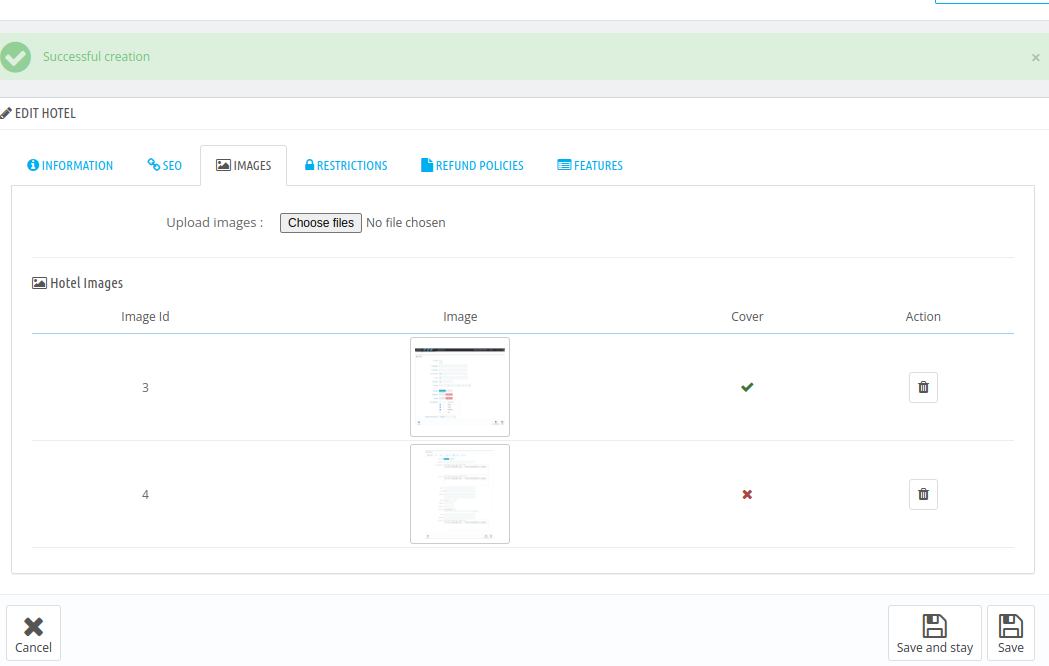 Successful creation ×
EDIT HOTEL
INFORMATION SEO IMAGES RESTRICTIONS REFUND POLICIES FEATURES
Upload images : Choose files No file chosen
Hotel Images
Image Id Image Cover Action
3
4
Cancel Save and stay Save